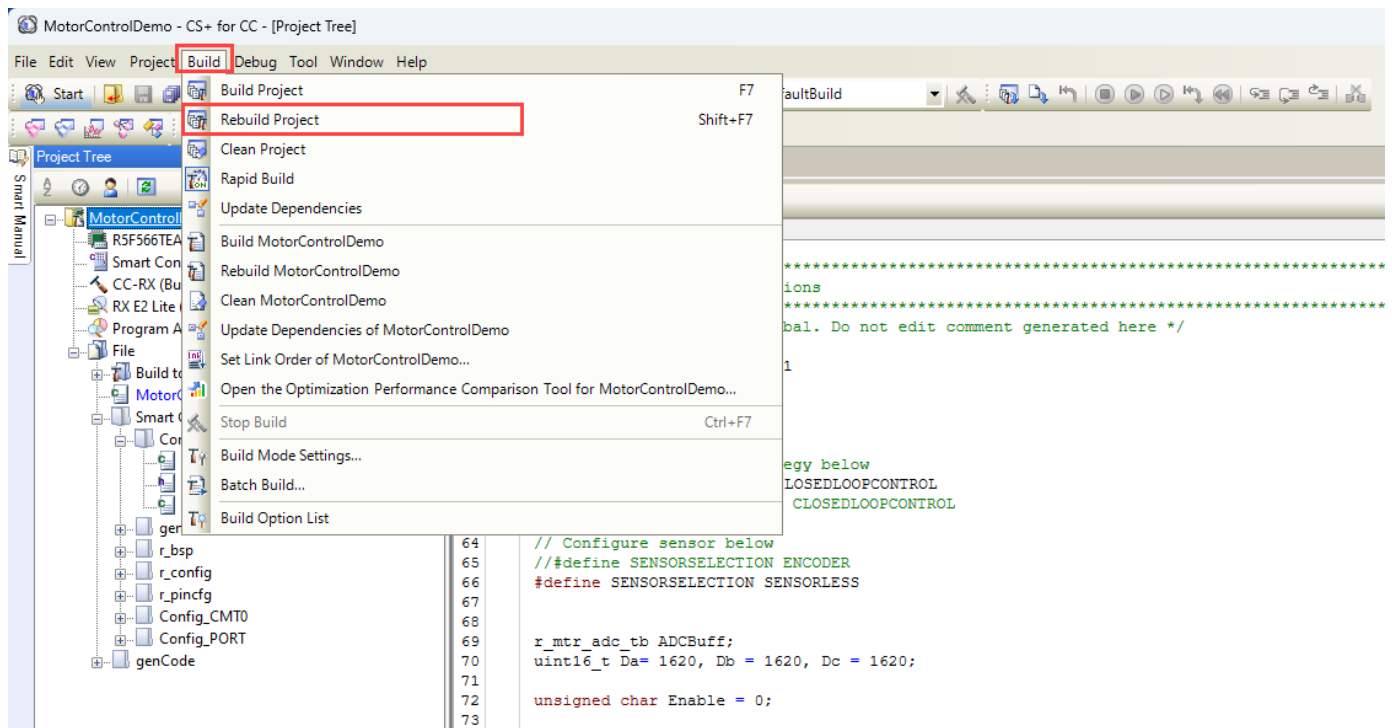 MotorControlDemo - CS+ for CC - [Project Tree]
File Edit View Project Build Debug Tool Window Help
Start
aultBuild
Build Project F7
Rebuild Project Shift+F7
Clean Project
Rapid Build
Update Dependencies
Build MotorControlDemo
Rebuild MotorControlDemo
Clean MotorControlDemo
Update Dependencies of MotorControlDemo
Set Link Order of MotorControlDemo...
Open the Optimization Performance Comparison Tool for MotorControlDemo...
Stop Build Ctrl+F7
Build Mode Settings...
Batch Build...
Build Option List
Smart Manual
Project Tree
MotorControl
R5F566TEA
Smart Con
CC-RX (Bu
RX E2 Lite (
Program A
File
Build to
Motor
Smart
Cor
ger
r_bsp
r_config
r_pincfg
Config_CMT0
Config_PORT
genCode
ions
bal. Do not edit comment generated here */
1
egy below
LOSEDLOOPCONTROL
CLOSEDLOOPCONTROL
64 // Configure sensor below
65 //#define SENSORSELECTION ENCODER
66 #define SENSORSELECTION SENSORLESS
67
68
69 r_mtr_adc_tb ADCBuff;
70 uint16_t Da= 1620, Db = 1620, Dc = 1620;
71
72 unsigned char Enable = 0;
73